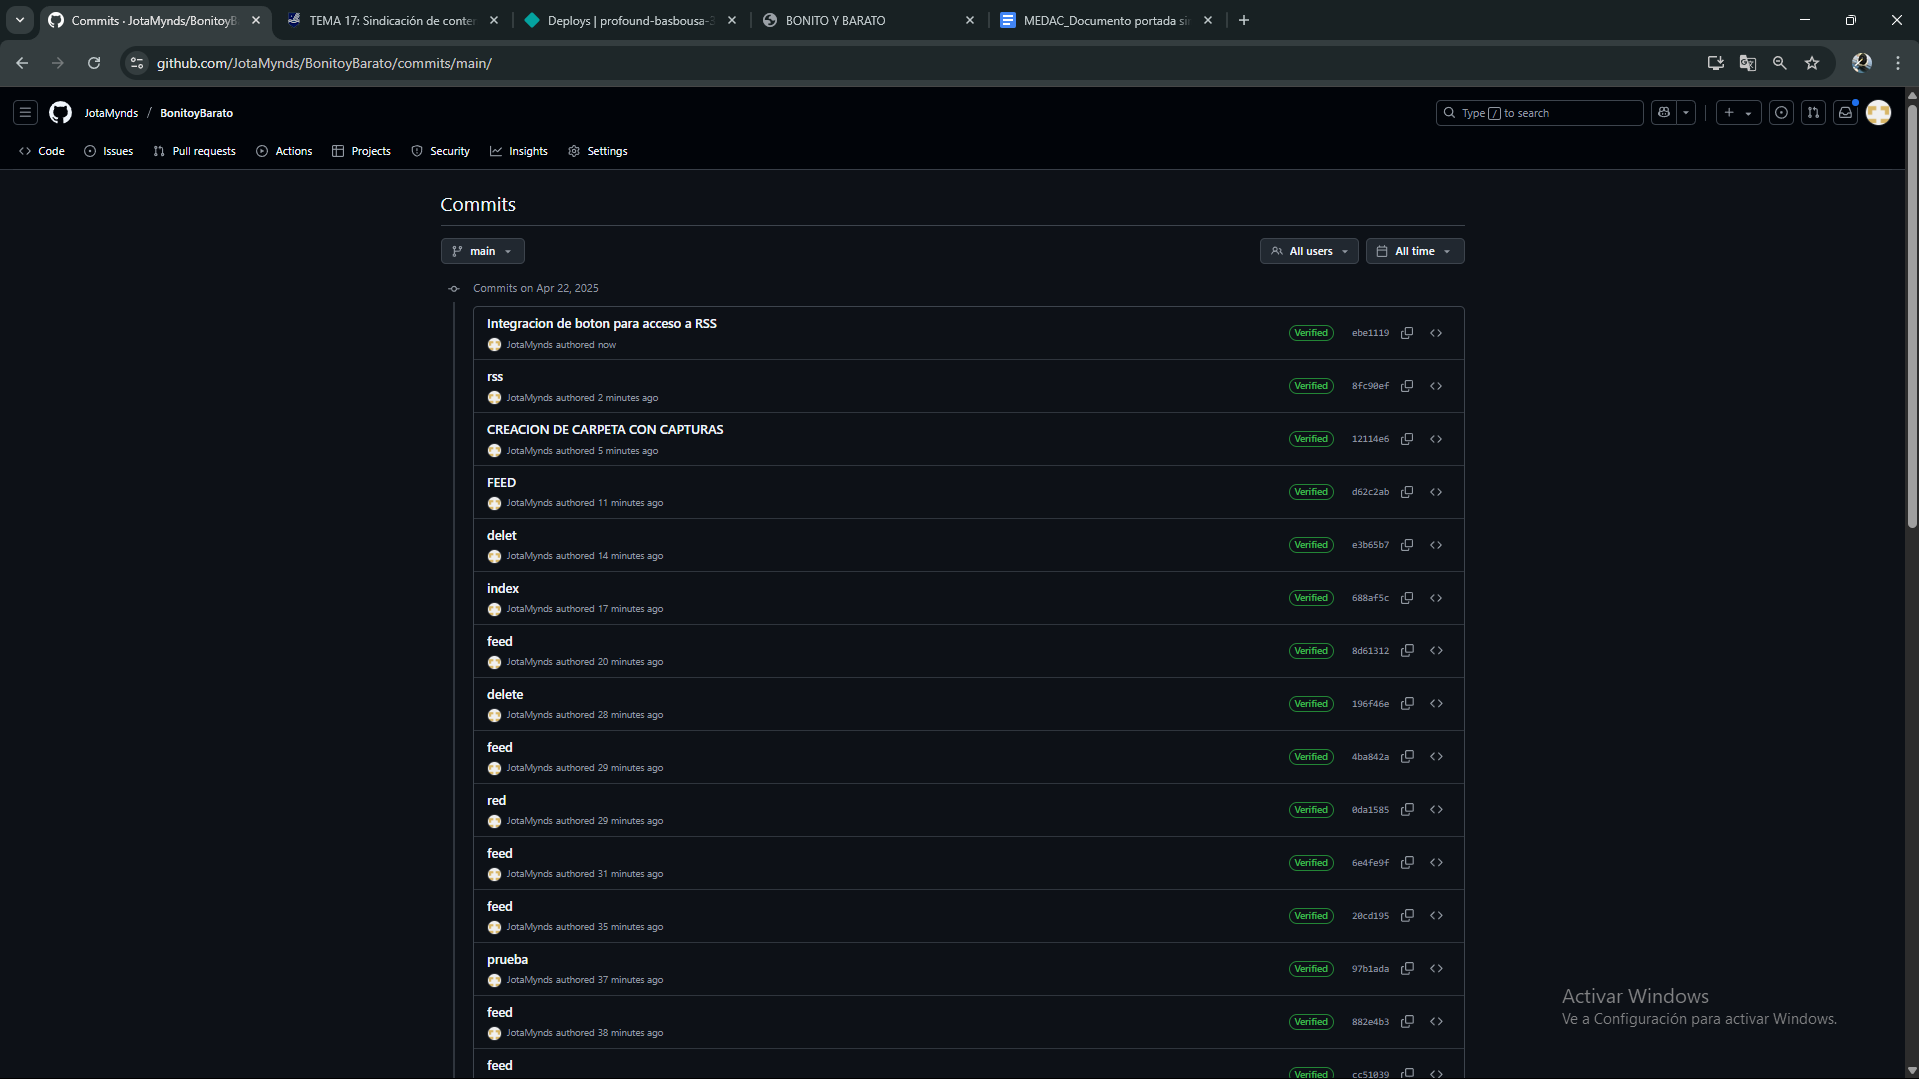 Commits · JotaMynds/BonitoyB
TEMA 17: Sindicación de conten
Deploys | profound-basbousa-3
BONITO Y BARATO
MEDAC_Documento portada sin
github.com/JotaMynds/BonitoyBarato/commits/main/
JotaMynds / BonitoyBarato
Type / to search
Code
Issues
Pull requests
Actions
Projects
Security
Insights
Settings
Commits
main
All users
All time
Commits on Apr 22, 2025
Integracion de boton para acceso a RSS
JotaMynds authored now
Verified
ebe1119
rss
JotaMynds authored 2 minutes ago
Verified
8fc90ef
CREACION DE CARPETA CON CAPTURAS
JotaMynds authored 5 minutes ago
Verified
12114e6
FEED
JotaMynds authored 11 minutes ago
Verified
d62c2ab
delet
JotaMynds authored 14 minutes ago
Verified
e3b65b7
index
JotaMynds authored 17 minutes ago
Verified
688af5c
feed
JotaMynds authored 20 minutes ago
Verified
8d61312
delete
JotaMynds authored 28 minutes ago
Verified
196f46e
feed
JotaMynds authored 29 minutes ago
Verified
4ba842a
red
JotaMynds authored 29 minutes ago
Verified
0da1585
feed
JotaMynds authored 31 minutes ago
Verified
6e4fe9f
feed
JotaMynds authored 35 minutes ago
Verified
20cd195
prueba
JotaMynds authored 37 minutes ago
Verified
97b1ada
feed
JotaMynds authored 38 minutes ago
Verified
882e4b3
feed
Verified
cc51039
Activar Windows
Ve a Configuración para activar Windows.